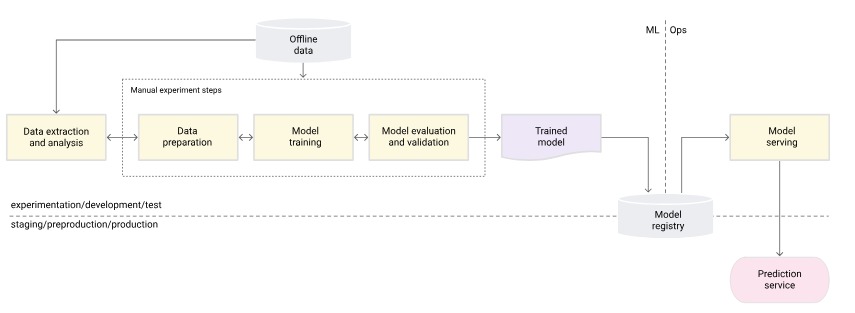 Offline
data
ML
Ops
Manual experiment steps
Data extraction
and analysis
Data
preparation
Model
training
Model evaluation
and validation
Trained
model
Model
serving
experimentation/development/test
staging/preproduction/production
Model
registry
Prediction
service